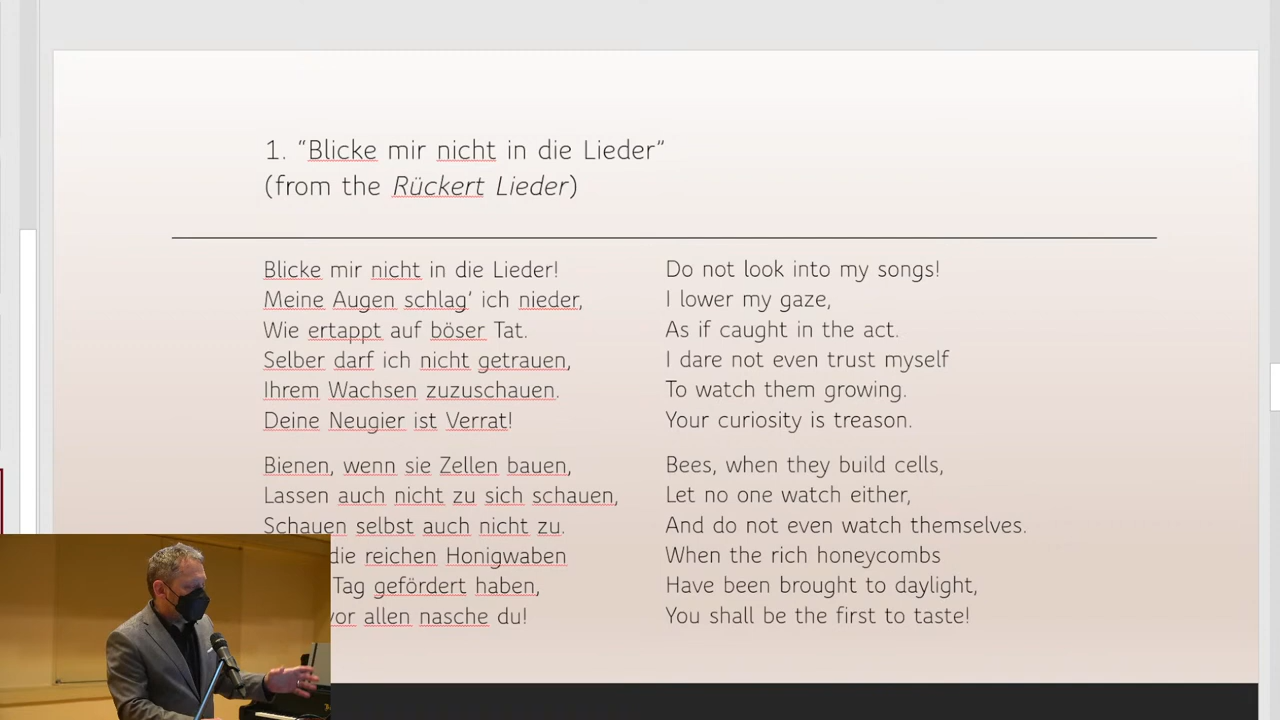 1. “Blicke mir nicht in die Lieder”
(from the Rückert Lieder)
Blicke mir nicht in die Lieder!
Meine Augen schlag’ ich nieder,
Wie ertappt auf böser Tat.
Selber darf ich nicht getrauen,
Ihrem Wachsen zuzuschauen.
Deine Neugier ist Verrat!
Bienen, wenn sie Zellen bauen,
Lassen auch nicht zu sich schauen,
Schauen selbst auch nicht zu.
die reichen Honigwaben
Tag gefördert haben,
vor allen nasche du!
Do not look into my songs!
I lower my gaze,
As if caught in the act.
I dare not even trust myself
To watch them growing.
Your curiosity is treason.
Bees, when they build cells,
Let no one watch either,
And do not even watch themselves.
When the rich honeycombs
Have been brought to daylight,
You shall be the first to taste!